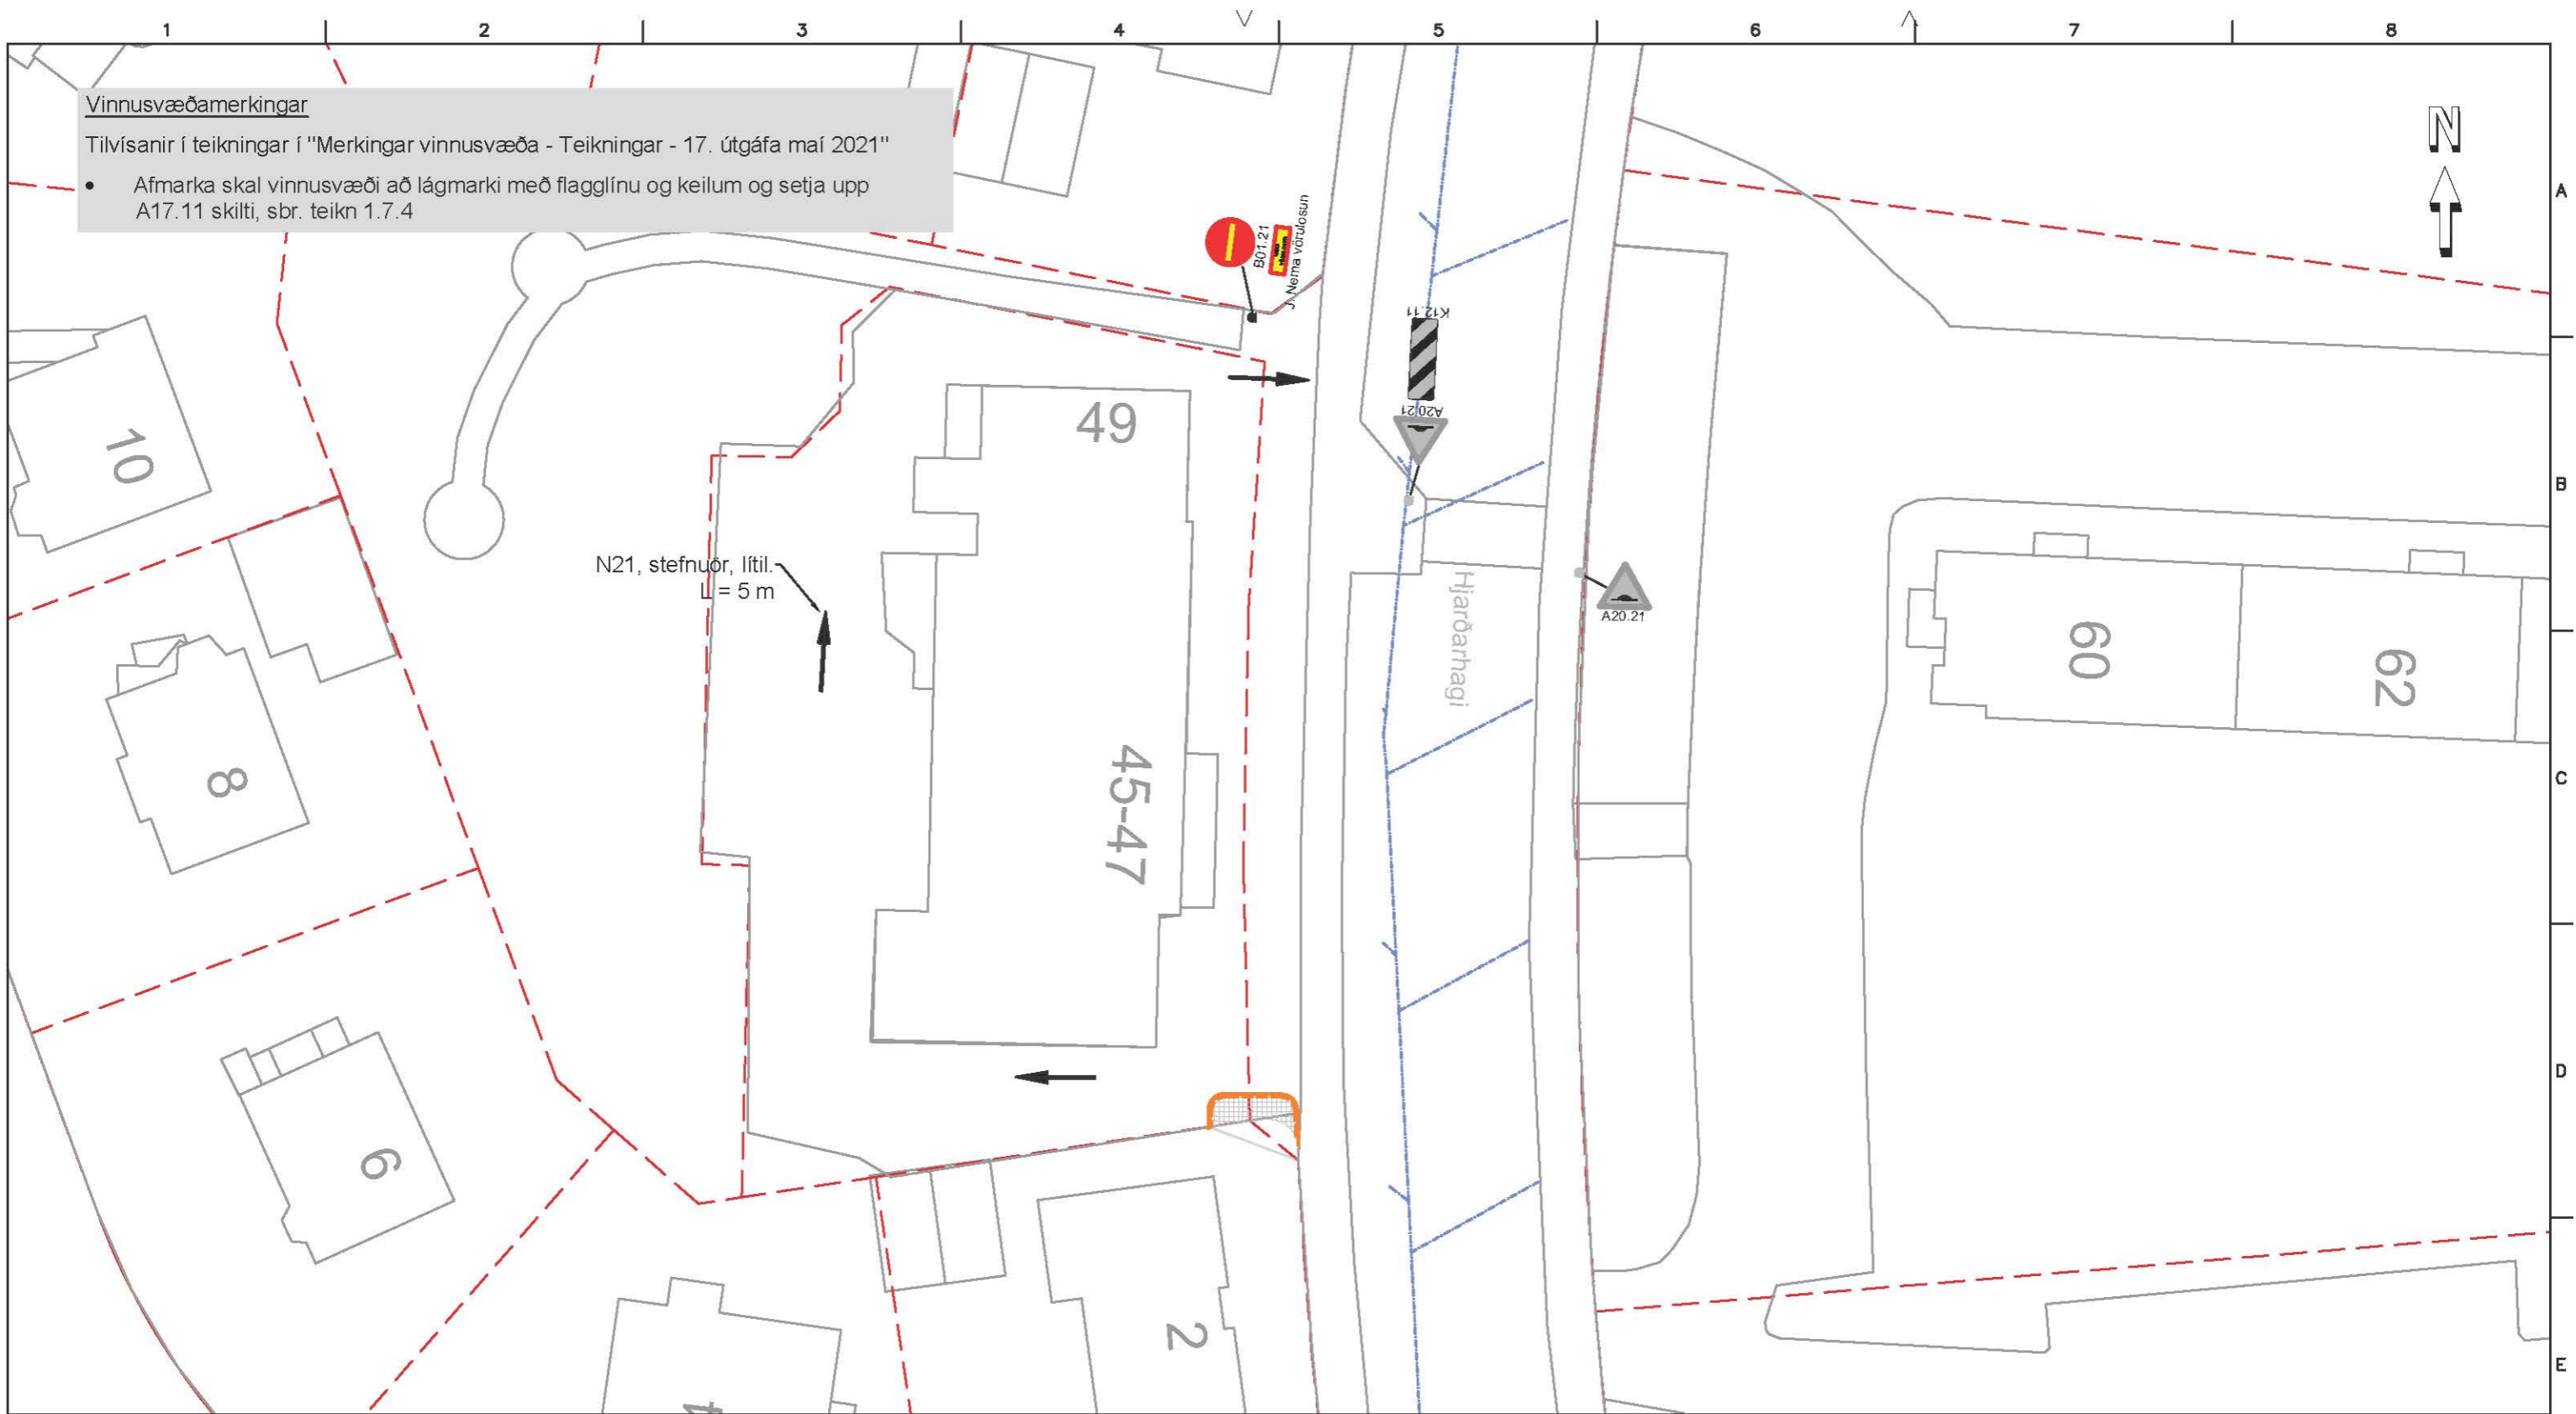 1 2 3 4 5 6 7 8
Vinnusvæðamerkingar
Tilvísanir í teikningar í "Merkingar vinnusvæða - Teikningar - 17. útgáfa maí 2021"
• Afmarka skal vinnusvæði að lágmarki með flagglínu og keilum og setja upp
A17.11 skilti, sbr. teikn 1.7.4
N
A
B01.21
J. Nema vörulosun
K12.11
A20.21
49
10
B
N21, stefnuör, lítil.
L = 5 m
Hjarðarhagi
A20.21
60
62
8
45-47
C
D
6
2
4
E